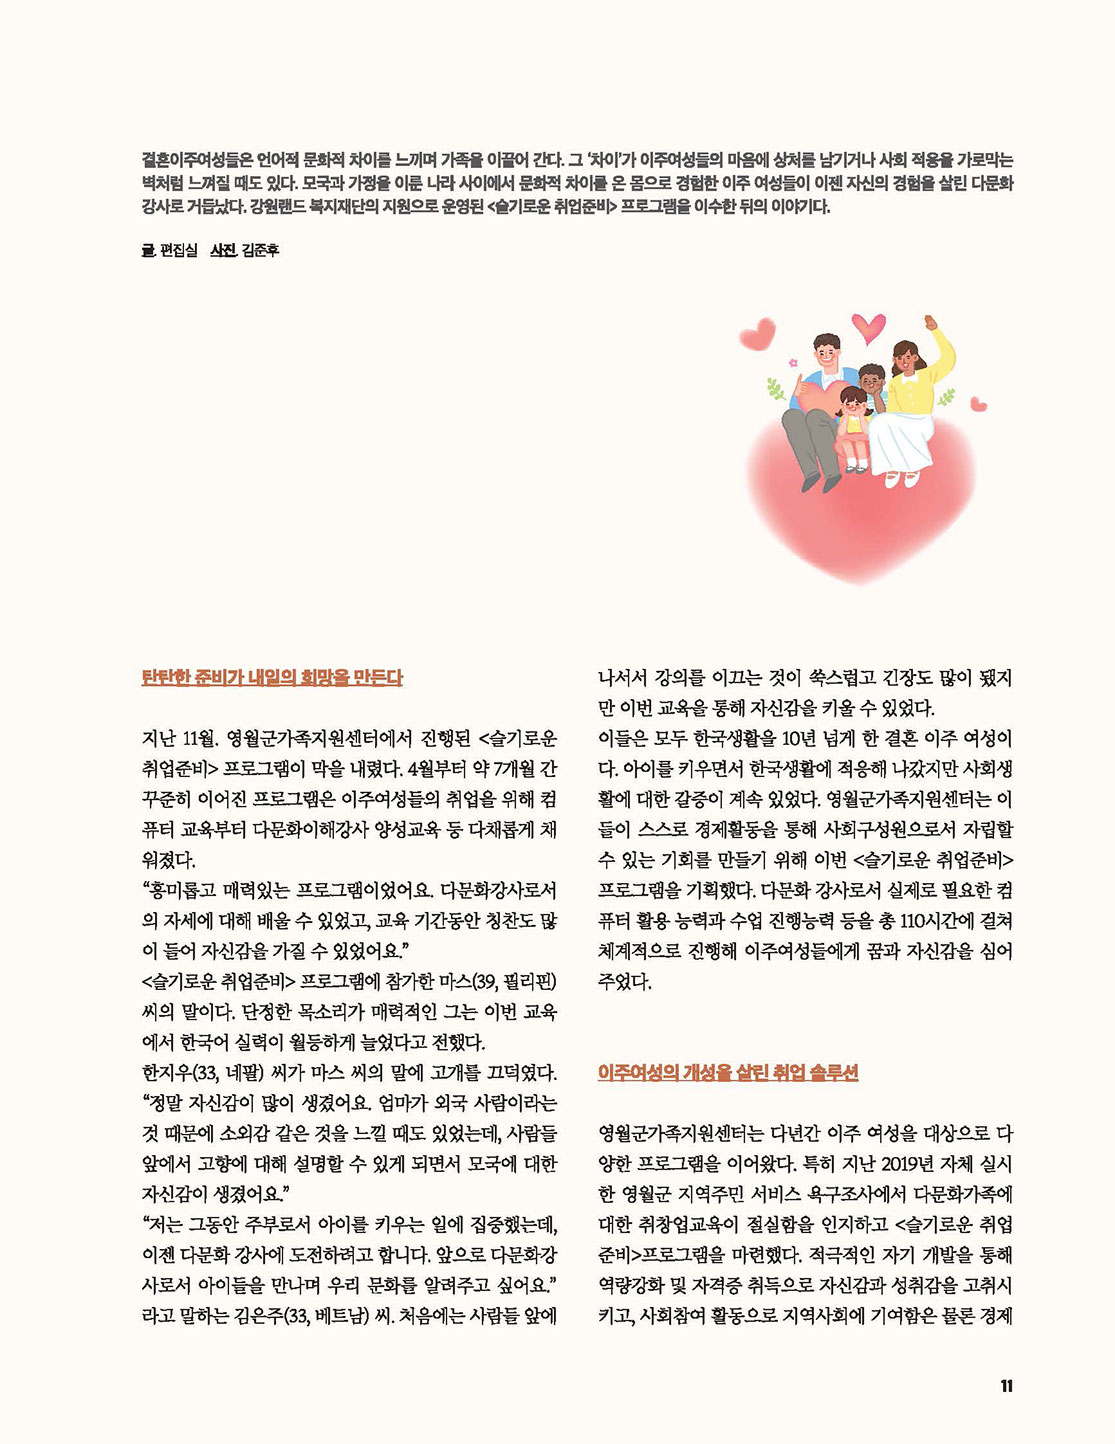 결혼이주여성들은 언어적 문화적 차이를 느끼며 가족을 이끌어 간다. 그 ‘차이’가 이주여성들의 마음에 상처를 남기거나 사회 적응을 가로막는
벽처럼 느껴질 때도 있다. 모국과 가정을 이룬 나라 사이에서 문화적 차이를 온 몸으로 경험한 이주 여성들이 이젠 자신의 경험을 살린 다문화
강사로 거듭났다. 강원랜드 복지재단의 지원으로 운영된 <슬기로운 취업준비> 프로그램을 이수한 뒤의 이야기다.
글. 편집실 사진. 김준후
탄탄한 준비가 내일의 희망을 만든다
지난 11월. 영월군가족지원센터에서 진행된 <슬기로운
취업준비> 프로그램이 막을 내렸다. 4월부터 약 7개월 간
꾸준히 이어진 프로그램은 이주여성들의 취업을 위해 컴
퓨터 교육부터 다문화이해강사 양성교육 등 다채롭게 채
워졌다.
“흥미롭고 매력있는 프로그램이었어요. 다문화강사로서
의 자세에 대해 배울 수 있었고, 교육 기간동안 칭찬도 많
이 들어 자신감을 가질 수 있었어요.”
<슬기로운 취업준비> 프로그램에 참가한 마스(39, 필리핀)
씨의 말이다. 단정한 목소리가 매력적인 그는 이번 교육
에서 한국어 실력이 월등하게 늘었다고 전했다.
한지우(33, 네팔) 씨가 마스 씨의 말에 고개를 끄덕였다.
“정말 자신감이 많이 생겼어요. 엄마가 외국 사람이라는
것 때문에 소외감 같은 것을 느낄 때도 있었는데, 사람들
앞에서 고향에 대해 설명할 수 있게 되면서 모국에 대한
자신감이 생겼어요.”
“저는 그동안 주부로서 아이를 키우는 일에 집중했는데,
이젠 다문화 강사에 도전하려고 합니다. 앞으로 다문화강
사로서 아이들을 만나며 우리 문화를 알려주고 싶어요.”
라고 말하는 김은주(33, 베트남) 씨. 처음에는 사람들 앞에
나서서 강의를 이끄는 것이 쑥스럽고 긴장도 많이 됐지
만 이번 교육을 통해 자신감을 키울 수 있었다.
이들은 모두 한국생활을 10년 넘게 한 결혼 이주 여성이
다. 아이를 키우면서 한국생활에 적응해 나갔지만 사회생
활에 대한 갈증이 계속 있었다. 영월군가족지원센터는 이
들이 스스로 경제활동을 통해 사회구성원으로서 자립할
수 있는 기회를 만들기 위해 이번 <슬기로운 취업준비>
프로그램을 기획했다. 다문화 강사로서 실제로 필요한 컴
퓨터 활용 능력과 수업 진행능력 등을 총 110시간에 걸쳐
체계적으로 진행해 이주여성들에게 꿈과 자신감을 심어
주었다.
이주여성의 개성을 살린 취업 솔루션
영월군가족지원센터는 다년간 이주 여성을 대상으로 다
양한 프로그램을 이어왔다. 특히 지난 2019년 자체 실시
한 영월군 지역주민 서비스 욕구조사에서 다문화가족에
대한 취창업교육이 절실함을 인지하고 <슬기로운 취업
준비>프로그램을 마련했다. 적극적인 자기 개발을 통해
역량강화 및 자격증 취득으로 자신감과 성취감을 고취시
키고, 사회참여 활동으로 지역사회에 기여함은 물론 경제
11